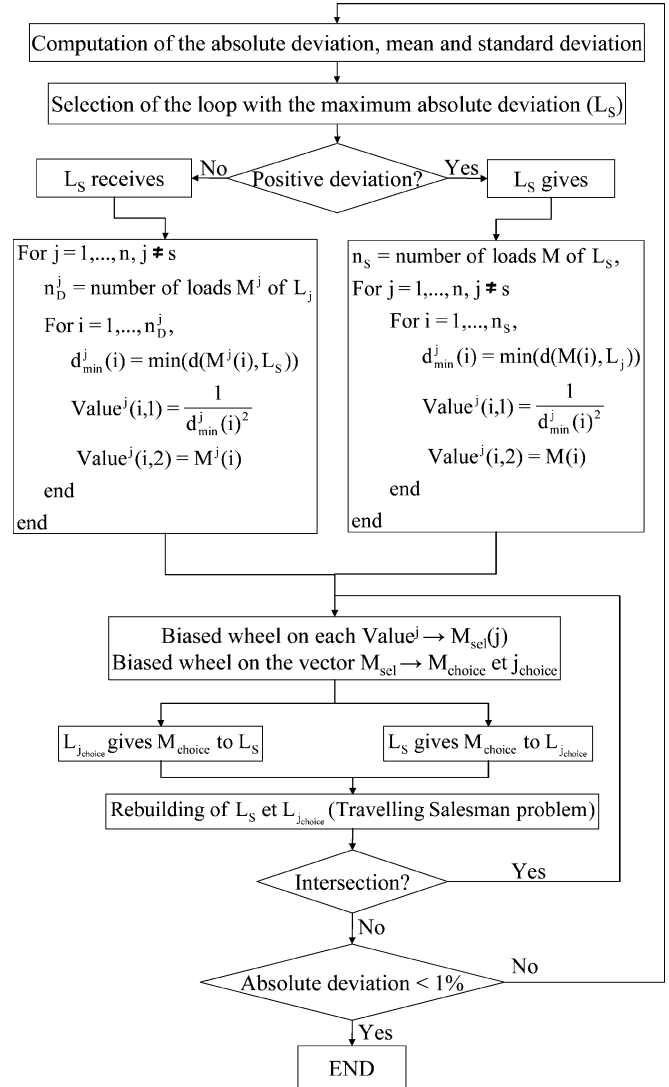 Computation of the absolute deviation, mean and standard deviation
Selection of the loop with the maximum absolute deviation (L_S)
Positive deviation?
No
Yes
L_S receives
L_S gives
For j = 1,...,n, j ≠ s
n_D^j = number of loads M^j of L_j
For i = 1,...,n_D^j,
d_min^j(i) = min(d(M^j(i), L_S))
Value^j(i,1) = 1 / d_min^j(i)^2
Value^j(i,2) = M^j(i)
end
end
n_S = number of loads M of L_S,
For j = 1,...,n, j ≠ s
For i = 1,...,n_S,
d_min^j(i) = min(d(M(i), L_j))
Value^j(i,1) = 1 / d_min^j(i)^2
Value^j(i,2) = M(i)
end
end
Biased wheel on each Value^j → M_sel(j)
Biased wheel on the vector M_sel → M_choice et j_choice
L_j_choice gives M_choice to L_S
L_S gives M_choice to L_j_choice
Rebuilding of L_S et L_j_choice (Travelling Salesman problem)
Intersection?
Yes
No
Absolute deviation < 1%
No
Yes
END